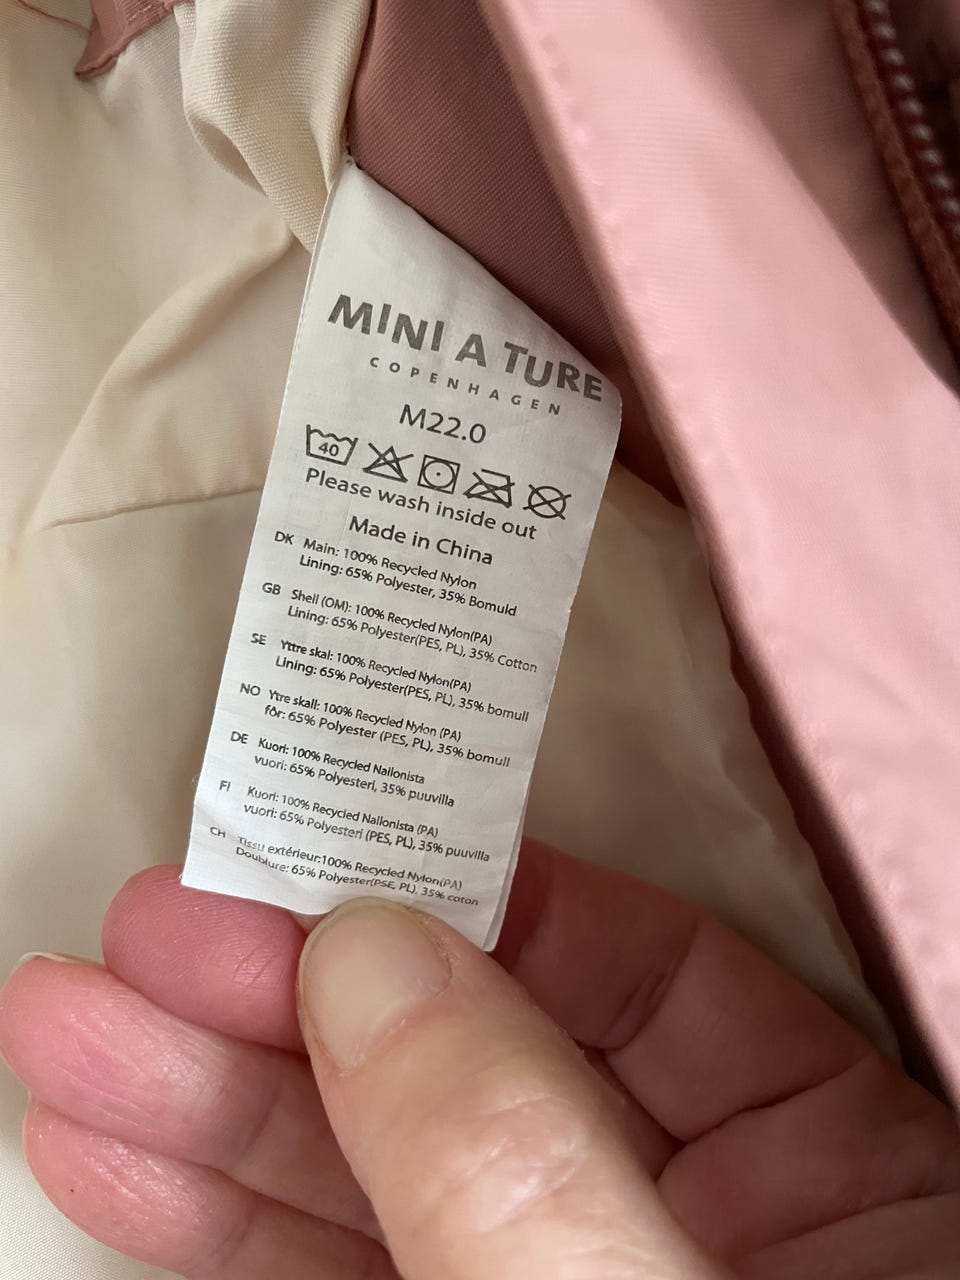 MINI A TURE
COPENHAGEN
M22.0
40
Please wash inside out
Made in China
DK Main: 100% Recycled Nylon
Lining: 65% Polyester, 35% Bomuld
GB Shell (OM): 100% Recycled Nylon(PA)
Lining: 65% Polyester(PES, PL), 35% Cotton
SE Yttre skal: 100% Recycled Nylon(PA)
Lining: 65% Polyester(PES, PL), 35% bomull
NO Ytre skall: 100% Recycled Nylon (PA)
fôr: 65% Polyester (PES, PL), 35% bomull
DE Kuori: 100% Recycled Nailonista
vuori: 65% Polyesteri, 35% puuvilla
FI Kuori: 100% Recycled Nailonista (PA)
vuori: 65% Polyesteri (PES, PL), 35% puuvilla
CH Tissu extérieur:100% Recycled Nylon(PA)
Doublure: 65% Polyester(PSE, PL), 35% coton